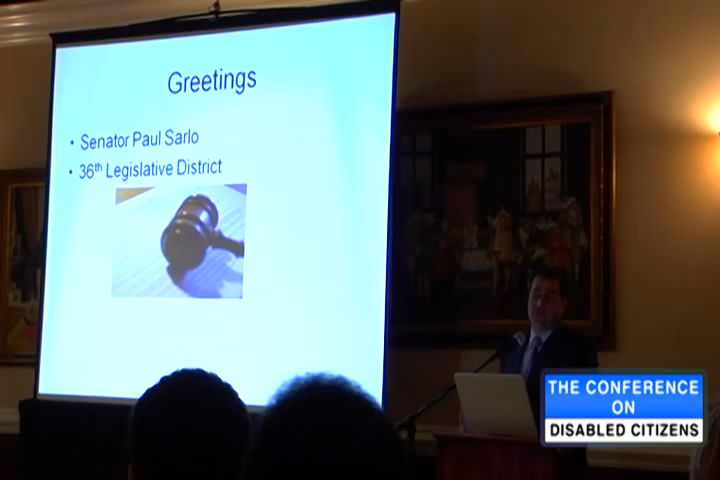 Greetings
• Senator Paul Sarlo
• 36th Legislative District
THE CONFERENCE
ON
DISABLED CITIZENS